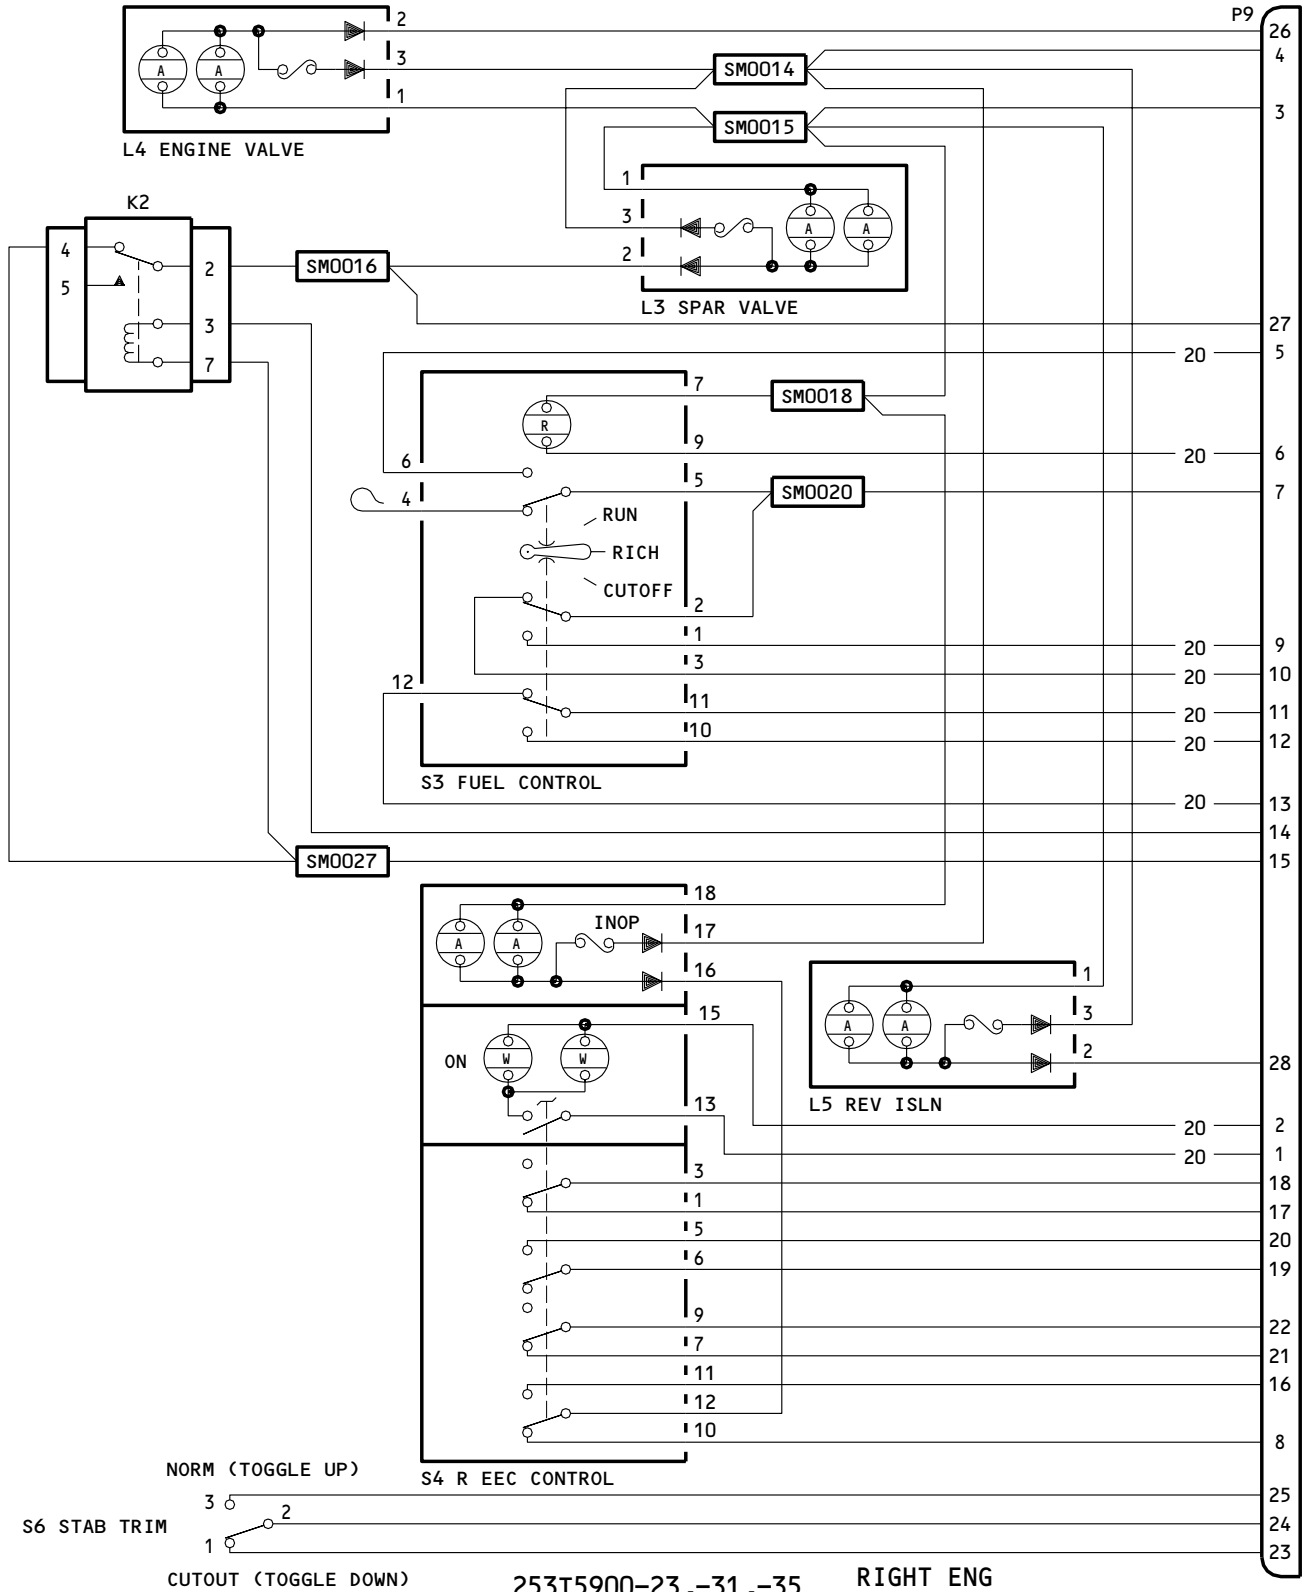 P9
2
26
3
SM0014
4
A A
1
3
SM0015
L4 ENGINE VALVE
1
K2
3
A A
4
2
SM0016
2
5
L3 SPAR VALVE
3
27
20
5
7
7
SM0018
R
9
20
6
6
5
SM0020
7
4
RUN
RICH
CUTOFF
2
1
20
9
3
20
10
12
11
20
11
10
20
12
S3 FUEL CONTROL
20
13
14
SM0027
15
18
INOP
17
A A
16
1
15
3
A A
ON
W W
2
28
13
L5 REV ISLN
20
2
20
1
3
18
1
17
5
20
6
19
9
22
7
21
11
16
12
10
8
NORM (TOGGLE UP)
S4 R EEC CONTROL
3
25
2
S6 STAB TRIM
24
1
23
CUTOUT (TOGGLE DOWN)
253T5900-23,-31,-35
RIGHT ENG